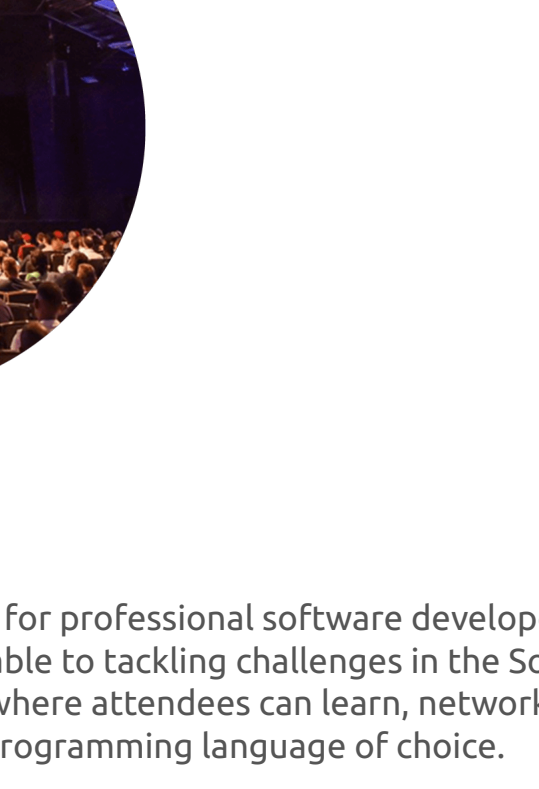 for professional software develop
able to tackling challenges in the So
where attendees can learn, network
rogramming language of choice.